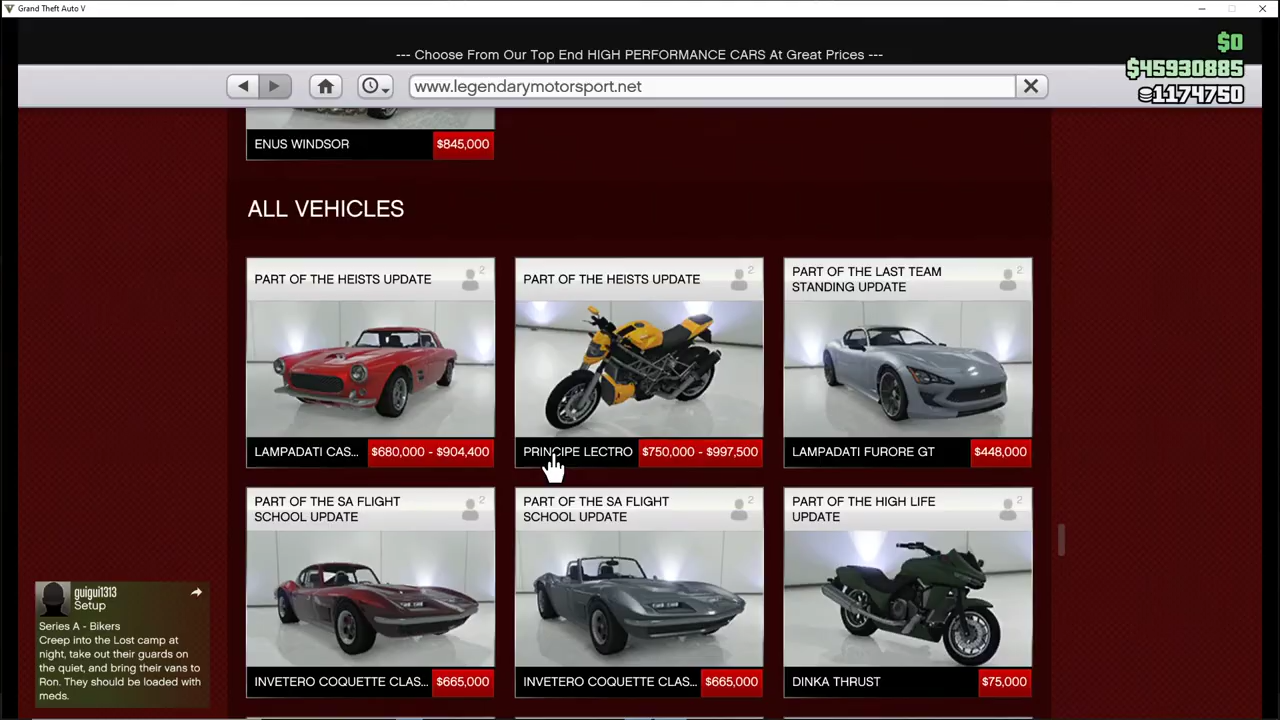 Grand Theft Auto V
--- Choose From Our Top End HIGH PERFORMANCE CARS At Great Prices ---
$0
$45930885
1174750
www.legendarymotorsport.net
ENUS WINDSOR
$845,000
ALL VEHICLES
PART OF THE HEISTS UPDATE
2
PART OF THE HEISTS UPDATE
2
PART OF THE LAST TEAM
STANDING UPDATE
2
LAMPADATI CAS...
$680,000 - $904,400
PRINCIPE LECTRO
$750,000 - $997,500
LAMPADATI FURORE GT
$448,000
PART OF THE SA FLIGHT
SCHOOL UPDATE
2
PART OF THE SA FLIGHT
SCHOOL UPDATE
2
PART OF THE HIGH LIFE
UPDATE
2
INVETERO COQUETTE CLAS...
$665,000
INVETERO COQUETTE CLAS...
$665,000
DINKA THRUST
$75,000
guigui1313
Setup
Series A - Bikers
Creep into the Lost camp at
night, take out their guards on
the quiet, and bring their vans to
Ron. They should be loaded with
meds.